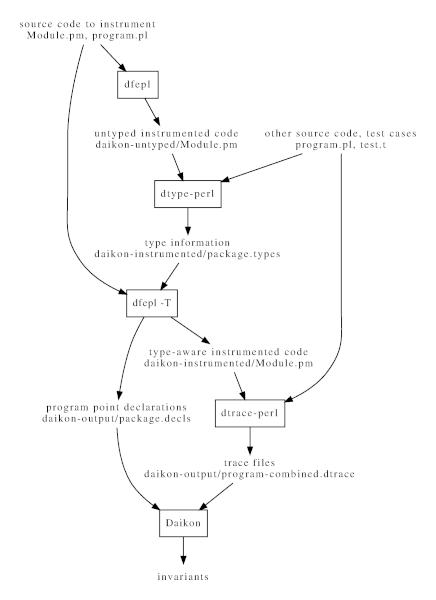 source code to instrument
Module.pm, program.pl
dfepl
untyped instrumented code
daikon-untyped/Module.pm
other source code, test cases
program.pl, test.t
dtype-perl
type information
daikon-instrumented/package.types
dfepl -T
type-aware instrumented code
daikon-instrumented/Module.pm
program point declarations
daikon-output/package.decls
dtrace-perl
trace files
daikon-output/program-combined.dtrace
Daikon
invariants